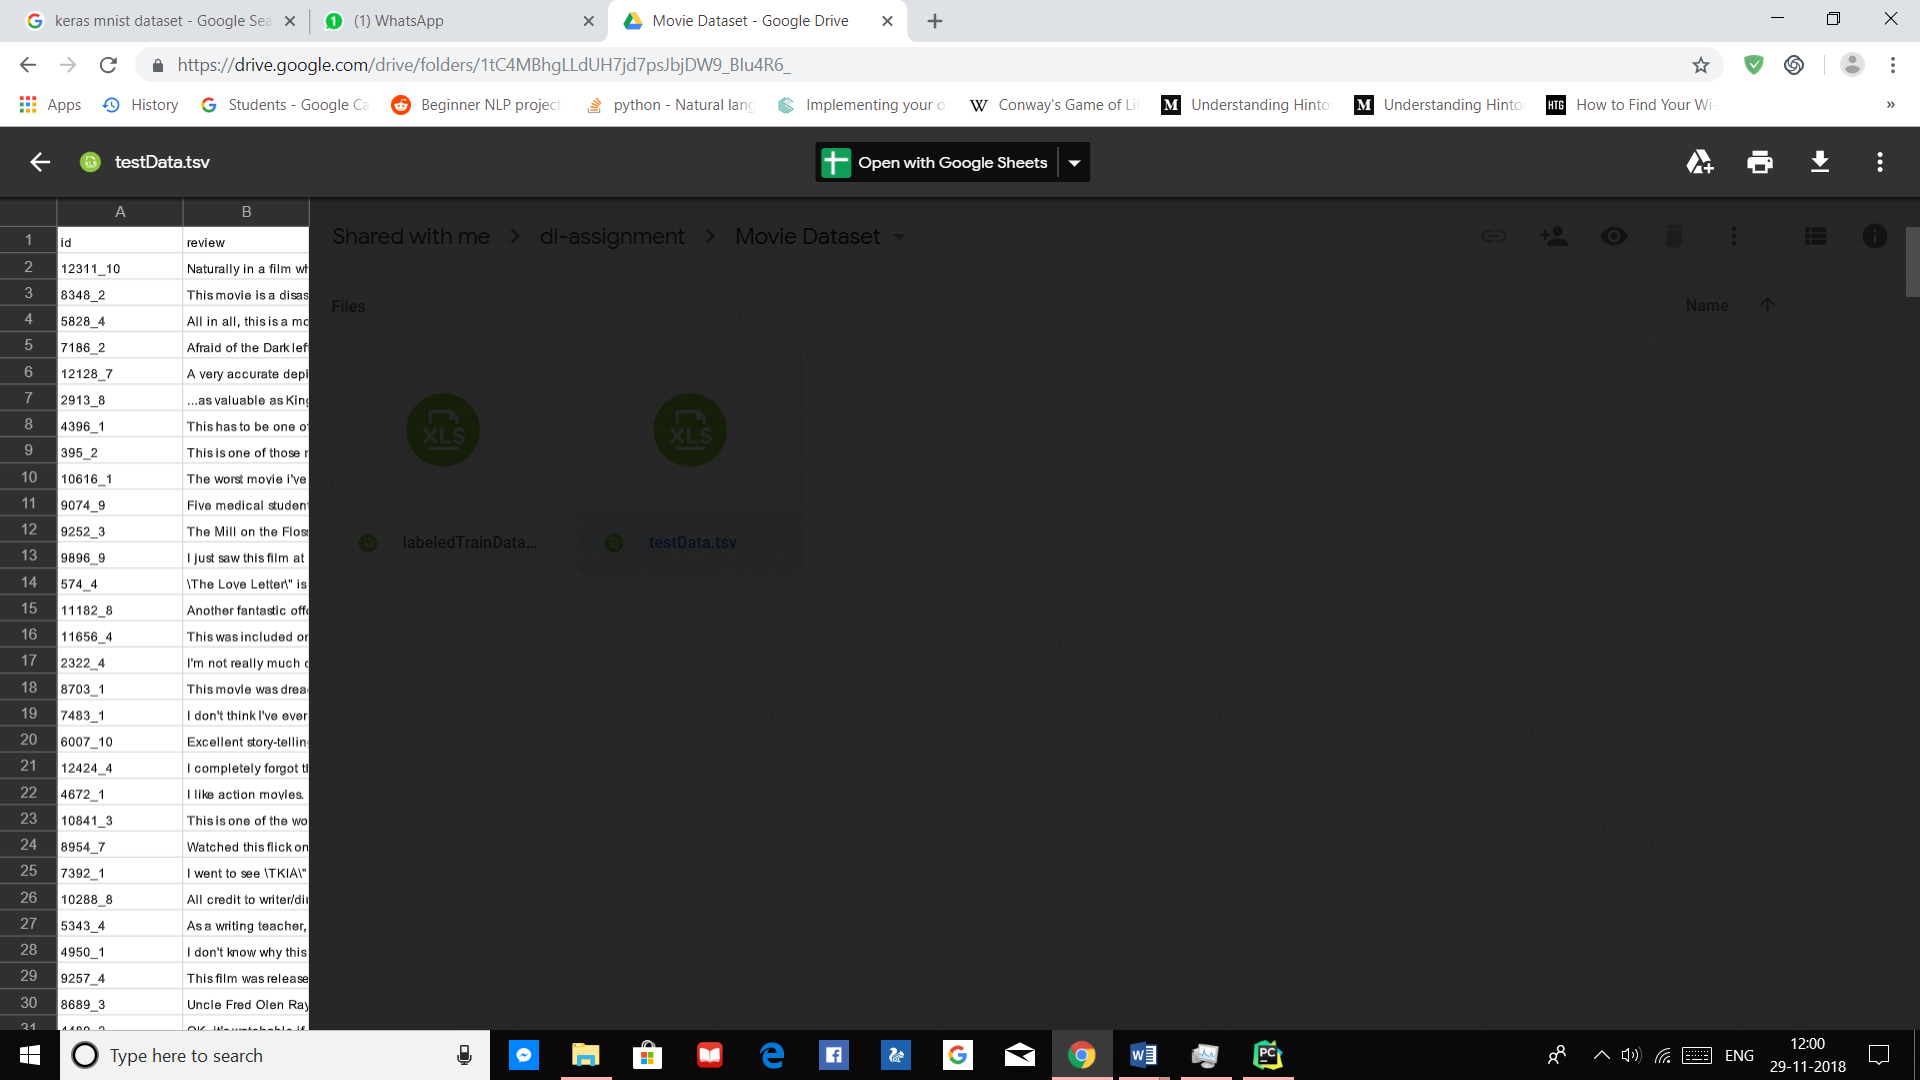 keras mnist dataset - Google Sea
(1) WhatsApp
Movie Dataset - Google Drive
https://drive.google.com/drive/folders/1tC4MBhgLLdUH7jd7psJbjDW9_BIu4R6_
Apps
History
Students - Google Ca
Beginner NLP project
python - Natural lang
Implementing your o
W Conway's Game of Li
M Understanding Hinto
M Understanding Hinto
HTG How to Find Your Wi-
»
XLS testData.tsv
Open with Google Sheets
A B
Shared with me > dl-assignment > Movie Dataset
Files
Name
XLS XLS
labeledTrainData...
testData.tsv
1 id review
2 12311_10 Naturally in a film wh
3 8348_2 This movie is a disas
4 5828_4 All in all, this is a mo
5 7186_2 Afraid of the Dark left
6 12128_7 A very accurate depi
7 2913_8 ...as valuable as King
8 4396_1 This has to be one of
9 395_2 This is one of those r
10 10616_1 The worst movie i've
11 9074_9 Five medical student
12 9252_3 The Mill on the Floss
13 9896_9 I just saw this film at
14 574_4 \The Love Letter\" is
15 11182_8 Another fantastic offe
16 11656_4 This was included on
17 2322_4 I'm not really much o
18 8703_1 This movie was drea
19 7483_1 I don't think I've ever
20 6007_10 Excellent story-telling
21 12424_4 I completely forgot th
22 4672_1 I like action movies.
23 10841_3 This is one of the wo
24 8954_7 Watched this flick on
25 7392_1 I went to see \TKIA\"
26 10288_8 All credit to writer/dir
27 5343_4 As a writing teacher,
28 4950_1 I don't know why this
29 9257_4 This film was release
30 8689_3 Uncle Fred Olen Ray
31
Type here to search
ENG
12:00
29-11-2018